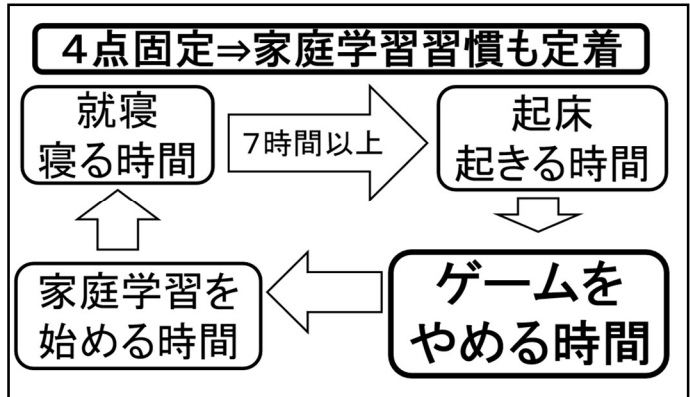 ４点固定⇒家庭学習習慣も定着
就寝
寝る時間
７時間以上
起床
起きる時間
ゲームを
やめる時間
家庭学習を
始める時間